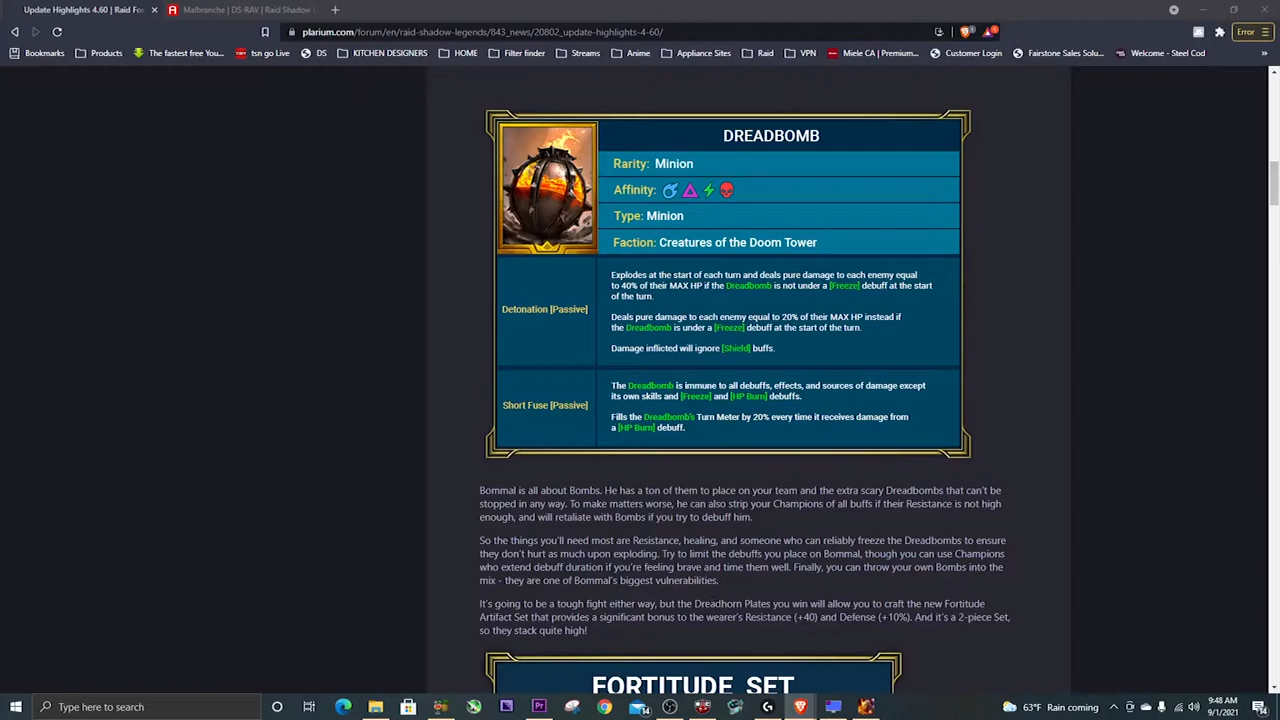 Update Highlights 4.60 | Raid Fo
Malbranche | DS-RAV | Raid Shadow
plarium.com/forum/en/raid-shadow-legends/843_news/20802_update-highlights-4-60/
Error
Bookmarks
Products
The fastest free You...
tsn go Live
DS
KITCHEN DESIGNERS
HOME
Filter finder
Streams
Anime
Appliance Sites
Raid
VPN
Miele CA | Premium...
Customer Login
Fairstone Sales Solu...
Welcome - Steel Cod
DREADBOMB
Rarity: Minion
Affinity:
Type: Minion
Faction: Creatures of the Doom Tower
Detonation [Passive]
Explodes at the start of each turn and deals pure damage to each enemy equal
to 40% of their MAX HP if the Dreadbomb is not under a [Freeze] debuff at the start
of the turn.
Deals pure damage to each enemy equal to 20% of their MAX HP instead if
the Dreadbomb is under a [Freeze] debuff at the start of the turn.
Damage inflicted will ignore [Shield] buffs.
Short Fuse [Passive]
The Dreadbomb is immune to all debuffs, effects, and sources of damage except
its own skills and [Freeze] and [HP Burn] debuffs.
Fills the Dreadbomb's Turn Meter by 20% every time it receives damage from
a [HP Burn] debuff.
Bommal is all about Bombs. He has a ton of them to place on your team and the extra scary Dreadbombs that can't be
stopped in any way. To make matters worse, he can also strip your Champions of all buffs if their Resistance is not high
enough, and will retaliate with Bombs if you try to debuff him.
So the things you'll need most are Resistance, healing, and someone who can reliably freeze the Dreadbombs to ensure
they don't hurt as much upon exploding. Try to limit the debuffs you place on Bommal, though you can use Champions
who extend debuff duration if you're feeling brave and time them well. Finally, you can throw your own Bombs into the
mix - they are one of Bommal's biggest vulnerabilities.
It's going to be a tough fight either way, but the Dreadhorn Plates you win will allow you to craft the new Fortitude
Artifact Set that provides a significant bonus to the wearer's Resistance (+40) and Defense (+10%). And it's a 2-piece Set,
so they stack quite high!
FORTITUDE SET
Type here to search
63°F Rain coming
9:48 AM
9/1/2021